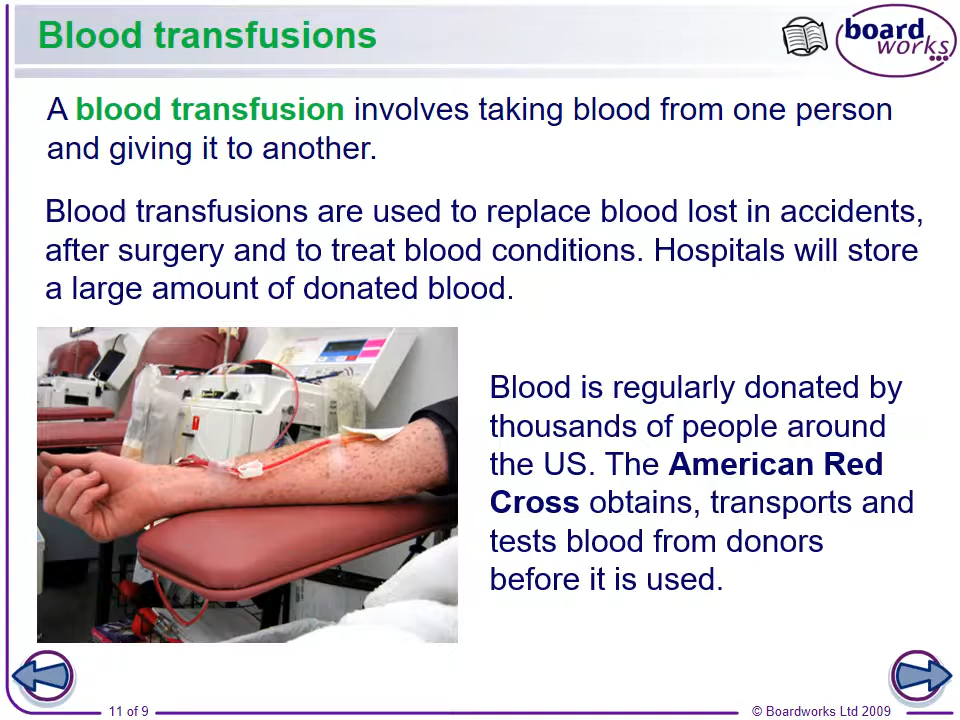 Blood transfusions
board
works
A blood transfusion involves taking blood from one person
and giving it to another.
Blood transfusions are used to replace blood lost in accidents,
after surgery and to treat blood conditions. Hospitals will store
a large amount of donated blood.
Blood is regularly donated by
thousands of people around
the US. The American Red
Cross obtains, transports and
tests blood from donors
before it is used.
11 of 9
© Boardworks Ltd 2009